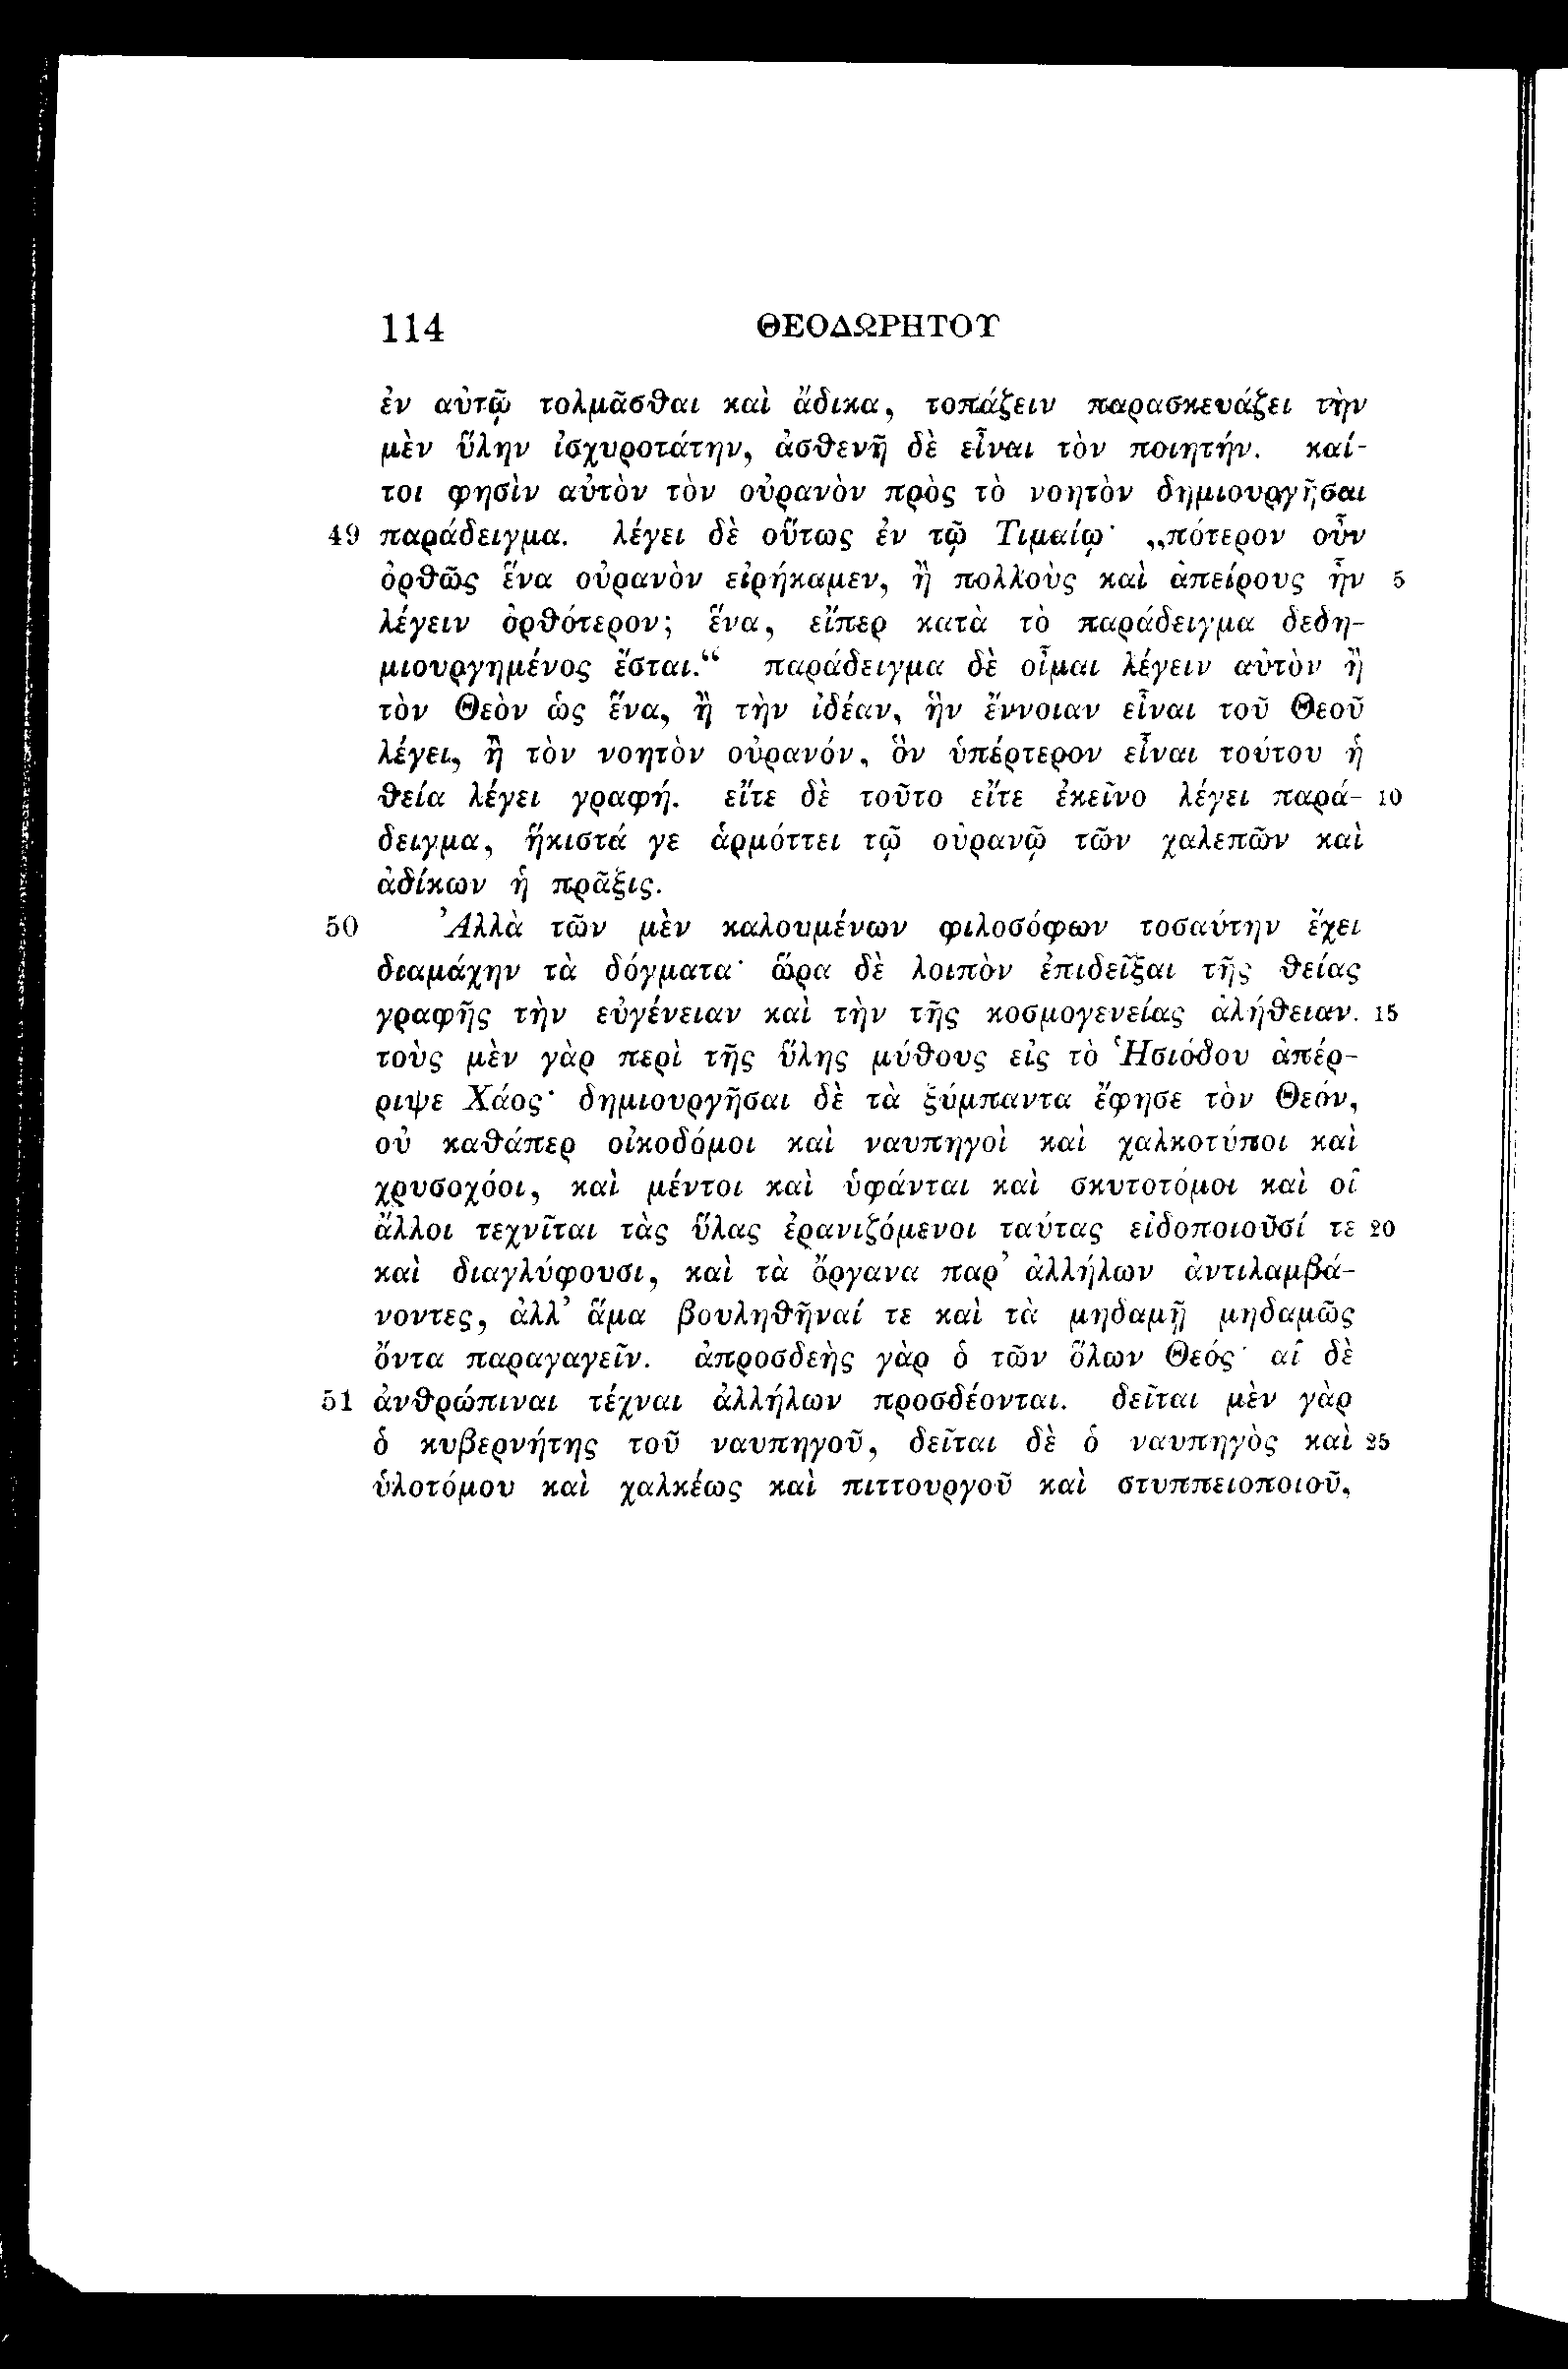 114 ΘΕΟΔΩΡΗΤΟΥ
ἐν αὐτῷ τολμᾶσθαι καὶ ἄδικα, τοπάζειν παρασκευάζει τὴν
μὲν ὕλην ἰσχυροτάτην, ἀσθενῆ δὲ εἶναι τὸν ποιητήν. καί-
τοι φησὶν αὐτὸν τὸν οὐρανὸν πρὸς τὸ νοητὸν δημιουργῆσαι
49 παράδειγμα. λέγει δὲ οὕτως ἐν τῷ Τιμαίῳ· „πότερον οὖν
ὀρθῶς ἕνα οὐρανὸν εἰρήκαμεν, ἢ πολλοὺς καὶ ἀπείρους ἦν 5
λέγειν ὀρθότερον; ἕνα, εἴπερ κατὰ τὸ παράδειγμα δεδη-
μιουργημένος ἔσται.“ παράδειγμα δὲ οἶμαι λέγειν αὐτὸν ἢ
τὸν Θεὸν ὡς ἕνα, ἢ τὴν ἰδέαν, ἣν ἔννοιαν εἶναι τοῦ Θεοῦ
λέγει, ἢ τὸν νοητὸν οὐρανόν, ὃν ὑπέρτερον εἶναι τούτου ἡ
θεία λέγει γραφή. εἴτε δὲ τοῦτο εἴτε ἐκεῖνο λέγει παρά- 10
δειγμα, ἥκιστά γε ἁρμόττει τῷ οὐρανῷ τῶν χαλεπῶν καὶ
ἀδίκων ἡ πρᾶξις.
50 Ἀλλὰ τῶν μὲν καλουμένων φιλοσόφων τοσαύτην ἔχει
διαμάχην τὰ δόγματα· ὥρα δὲ λοιπὸν ἐπιδεῖξαι τῆς θείας
γραφῆς τὴν εὐγένειαν καὶ τὴν τῆς κοσμογενείας ἀλήθειαν. 15
τοὺς μὲν γὰρ περὶ τῆς ὕλης μύθους εἰς τὸ Ἡσιόδου ἀπέρ-
ριψε Χάος· δημιουργῆσαι δὲ τὰ ξύμπαντα ἔφησε τὸν Θεόν,
οὐ καθάπερ οἰκοδόμοι καὶ ναυπηγοὶ καὶ χαλκοτύποι καὶ
χρυσοχόοι, καὶ μέντοι καὶ ὑφάνται καὶ σκυτοτόμοι καὶ οἱ
ἄλλοι τεχνῖται τὰς ὕλας ἐρανιζόμενοι ταύτας εἰδοποιοῦσί τε 20
καὶ διαγλύφουσι, καὶ τὰ ὄργανα παρ’ ἀλλήλων ἀντιλαμβά-
νοντες, ἀλλ’ ἅμα βουληθῆναί τε καὶ τὰ μηδαμῇ μηδαμῶς
ὄντα παραγαγεῖν. ἀπροσδεὴς γὰρ ὁ τῶν ὅλων Θεός· αἱ δὲ
51 ἀνθρώπιναι τέχναι ἀλλήλων προσδέονται. δεῖται μὲν γὰρ
ὁ κυβερνήτης τοῦ ναυπηγοῦ, δεῖται δὲ ὁ ναυπηγὸς καὶ 25
ὑλοτόμου καὶ χαλκέως καὶ πιττουργοῦ καὶ στυππειοποιοῦ,